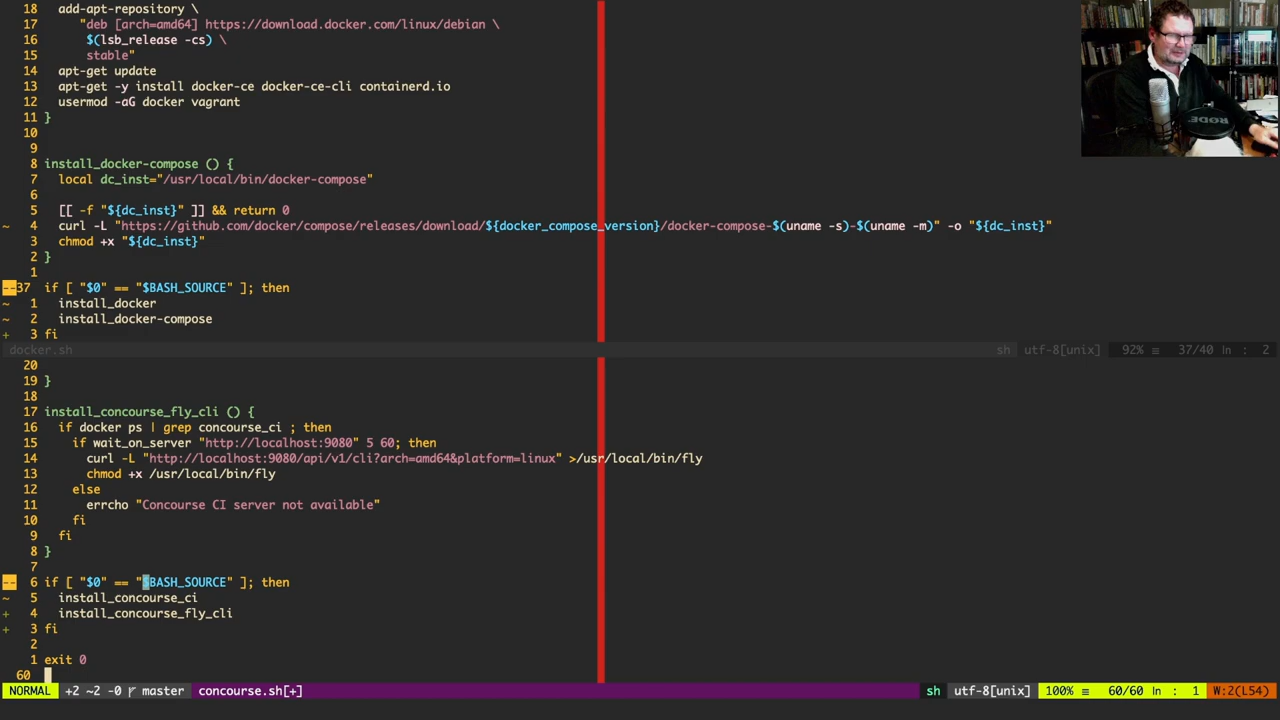 18   add-apt-repository \
17       "deb [arch=amd64] https://download.docker.com/linux/debian \
16       $(lsb_release -cs) \
15       stable"
14   apt-get update
13   apt-get -y install docker-ce docker-ce-cli containerd.io
12   usermod -aG docker vagrant
11 }
10
9
8 install_docker-compose () {
7   local dc_inst="/usr/local/bin/docker-compose"
6
5   [[ -f "${dc_inst}" ]] && return 0
~ 4   curl -L "https://github.com/docker/compose/releases/download/${docker_compose_version}/docker-compose-$(uname -s)-$(uname -m)" -o "${dc_inst}"
3   chmod +x "${dc_inst}"
2 }
1
--37 if [ "$0" == "$BASH_SOURCE" ]; then
~ 1   install_docker
~ 2   install_docker-compose
+ 3 fi
docker.sh sh utf-8[unix] 92% ≡ 37/40 ln : 2
20
19 }
18
17 install_concourse_fly_cli () {
16   if docker ps | grep concourse_ci ; then
15     if wait_on_server "http://localhost:9080" 5 60; then
14       curl -L "http://localhost:9080/api/v1/cli?arch=amd64&platform=linux" >/usr/local/bin/fly
13       chmod +x /usr/local/bin/fly
12     else
11       errcho "Concourse CI server not available"
10     fi
9   fi
8 }
7
-- 6 if [ "$0" == "$BASH_SOURCE" ]; then
~ 5   install_concourse_ci
+ 4   install_concourse_fly_cli
+ 3 fi
2
1 exit 0
60
NORMAL +2 ~2 -0 master concourse.sh[+] sh utf-8[unix] 100% ≡ 60/60 ln : 1 W:2(L54)
RODE